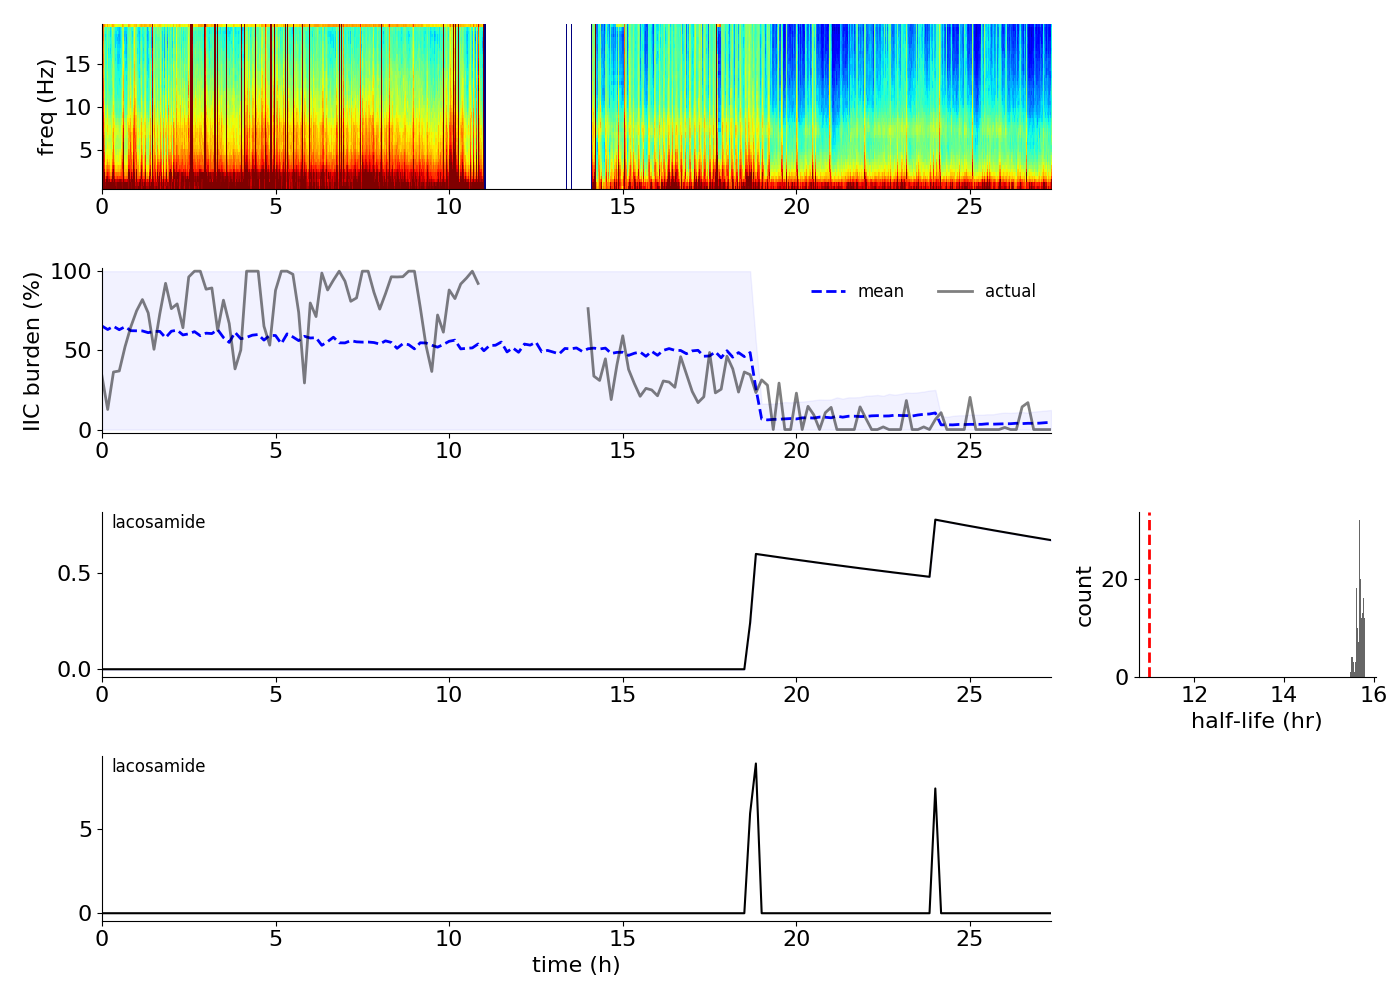 freq (Hz)
15
10
5
0 5 10 15 20 25
IIC burden (%)
100
50
0
mean actual
0 5 10 15 20 25
lacosamide
0.5
0.0
0 5 10 15 20 25
count
20
0
12 14 16
half-life (hr)
lacosamide
5
0
0 5 10 15 20 25
time (h)